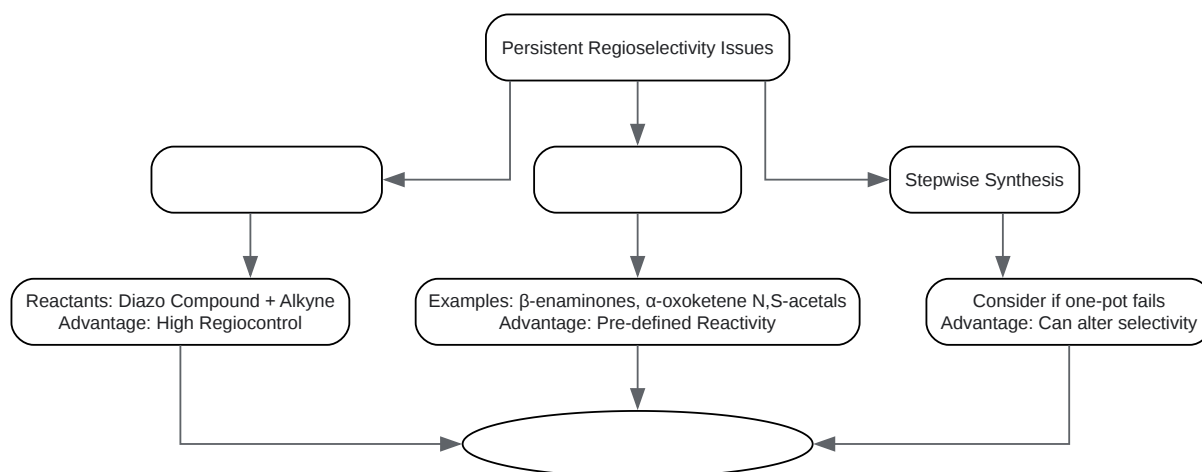 Persistent Regioselectivity Issues
Stepwise Synthesis
Reactants: Diazo Compound + Alkyne
Advantage: High Regiocontrol
Examples: β-enaminones, α-oxoketene N,S-acetals
Advantage: Pre-defined Reactivity
Consider if one-pot fails
Advantage: Can alter selectivity